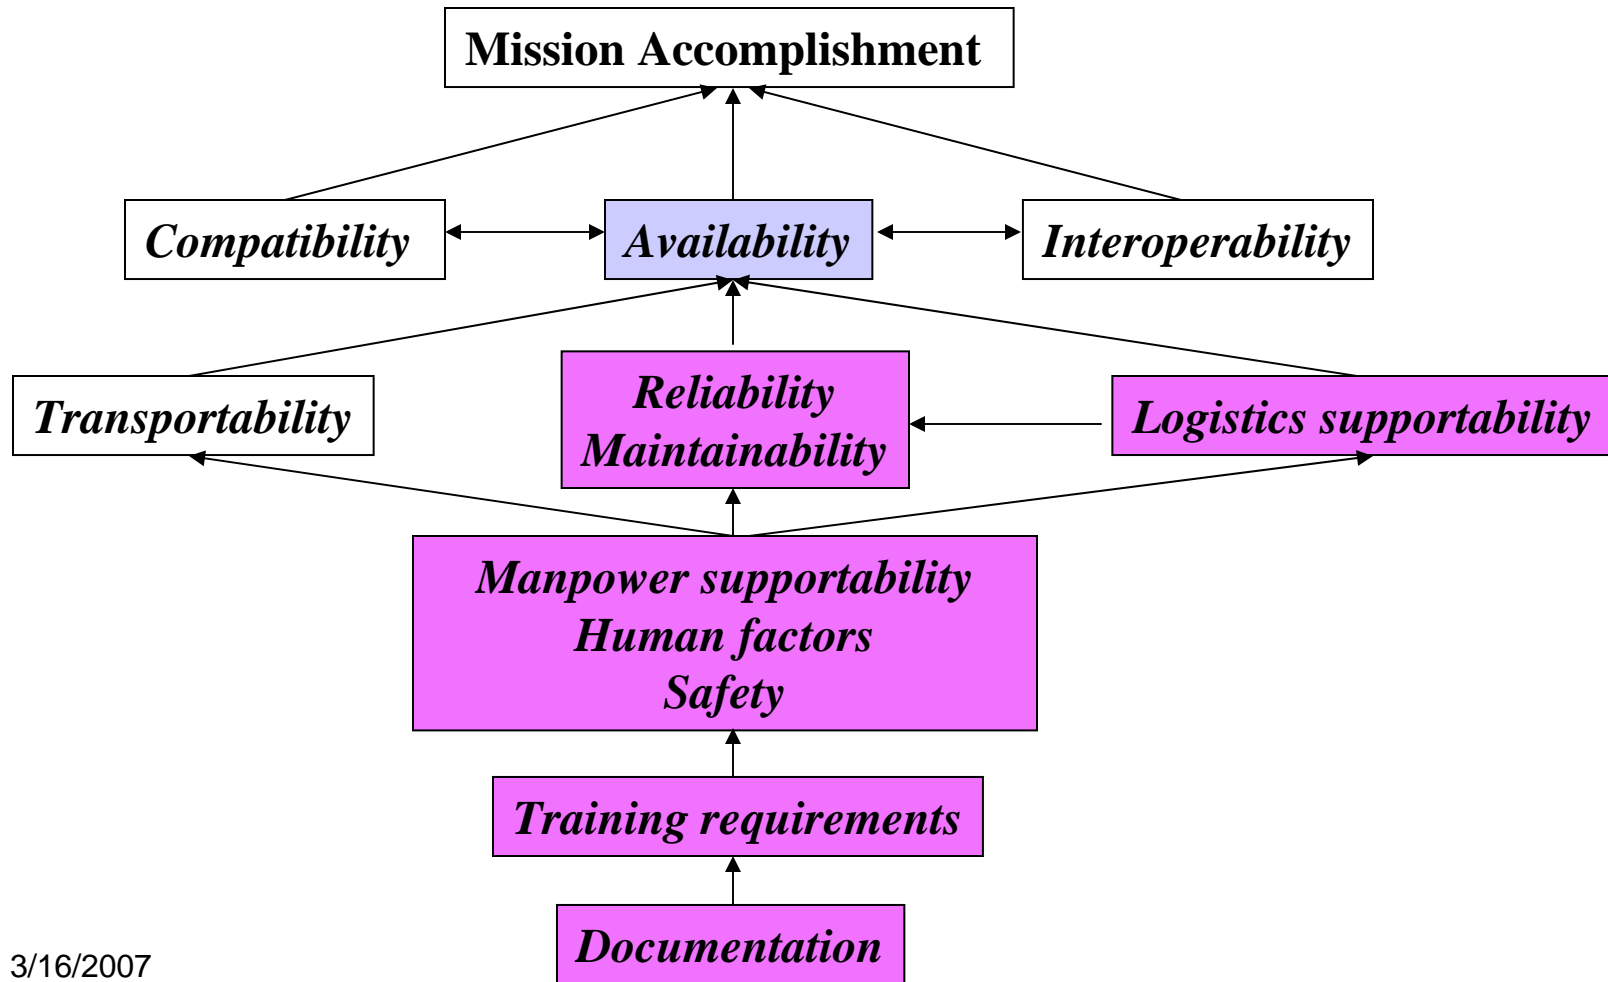 Mission Accomplishment
Compatibility
Availability
Interoperability
Transportability
Reliability
Maintainability
Logistics supportability
Manpower supportability
Human factors
Safety
Training requirements
Documentation
3/16/2007